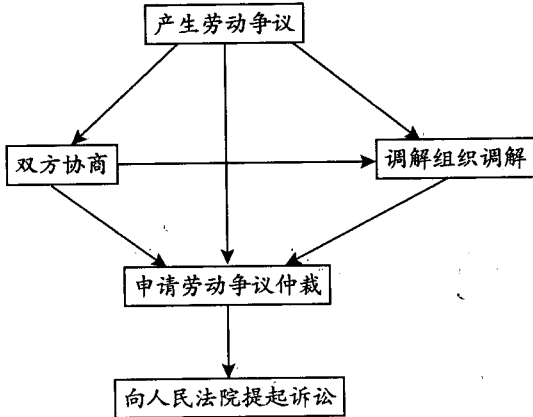 产生劳动争议
双方协商
调解组织调解
申请劳动争议仲裁
向人民法院提起诉讼